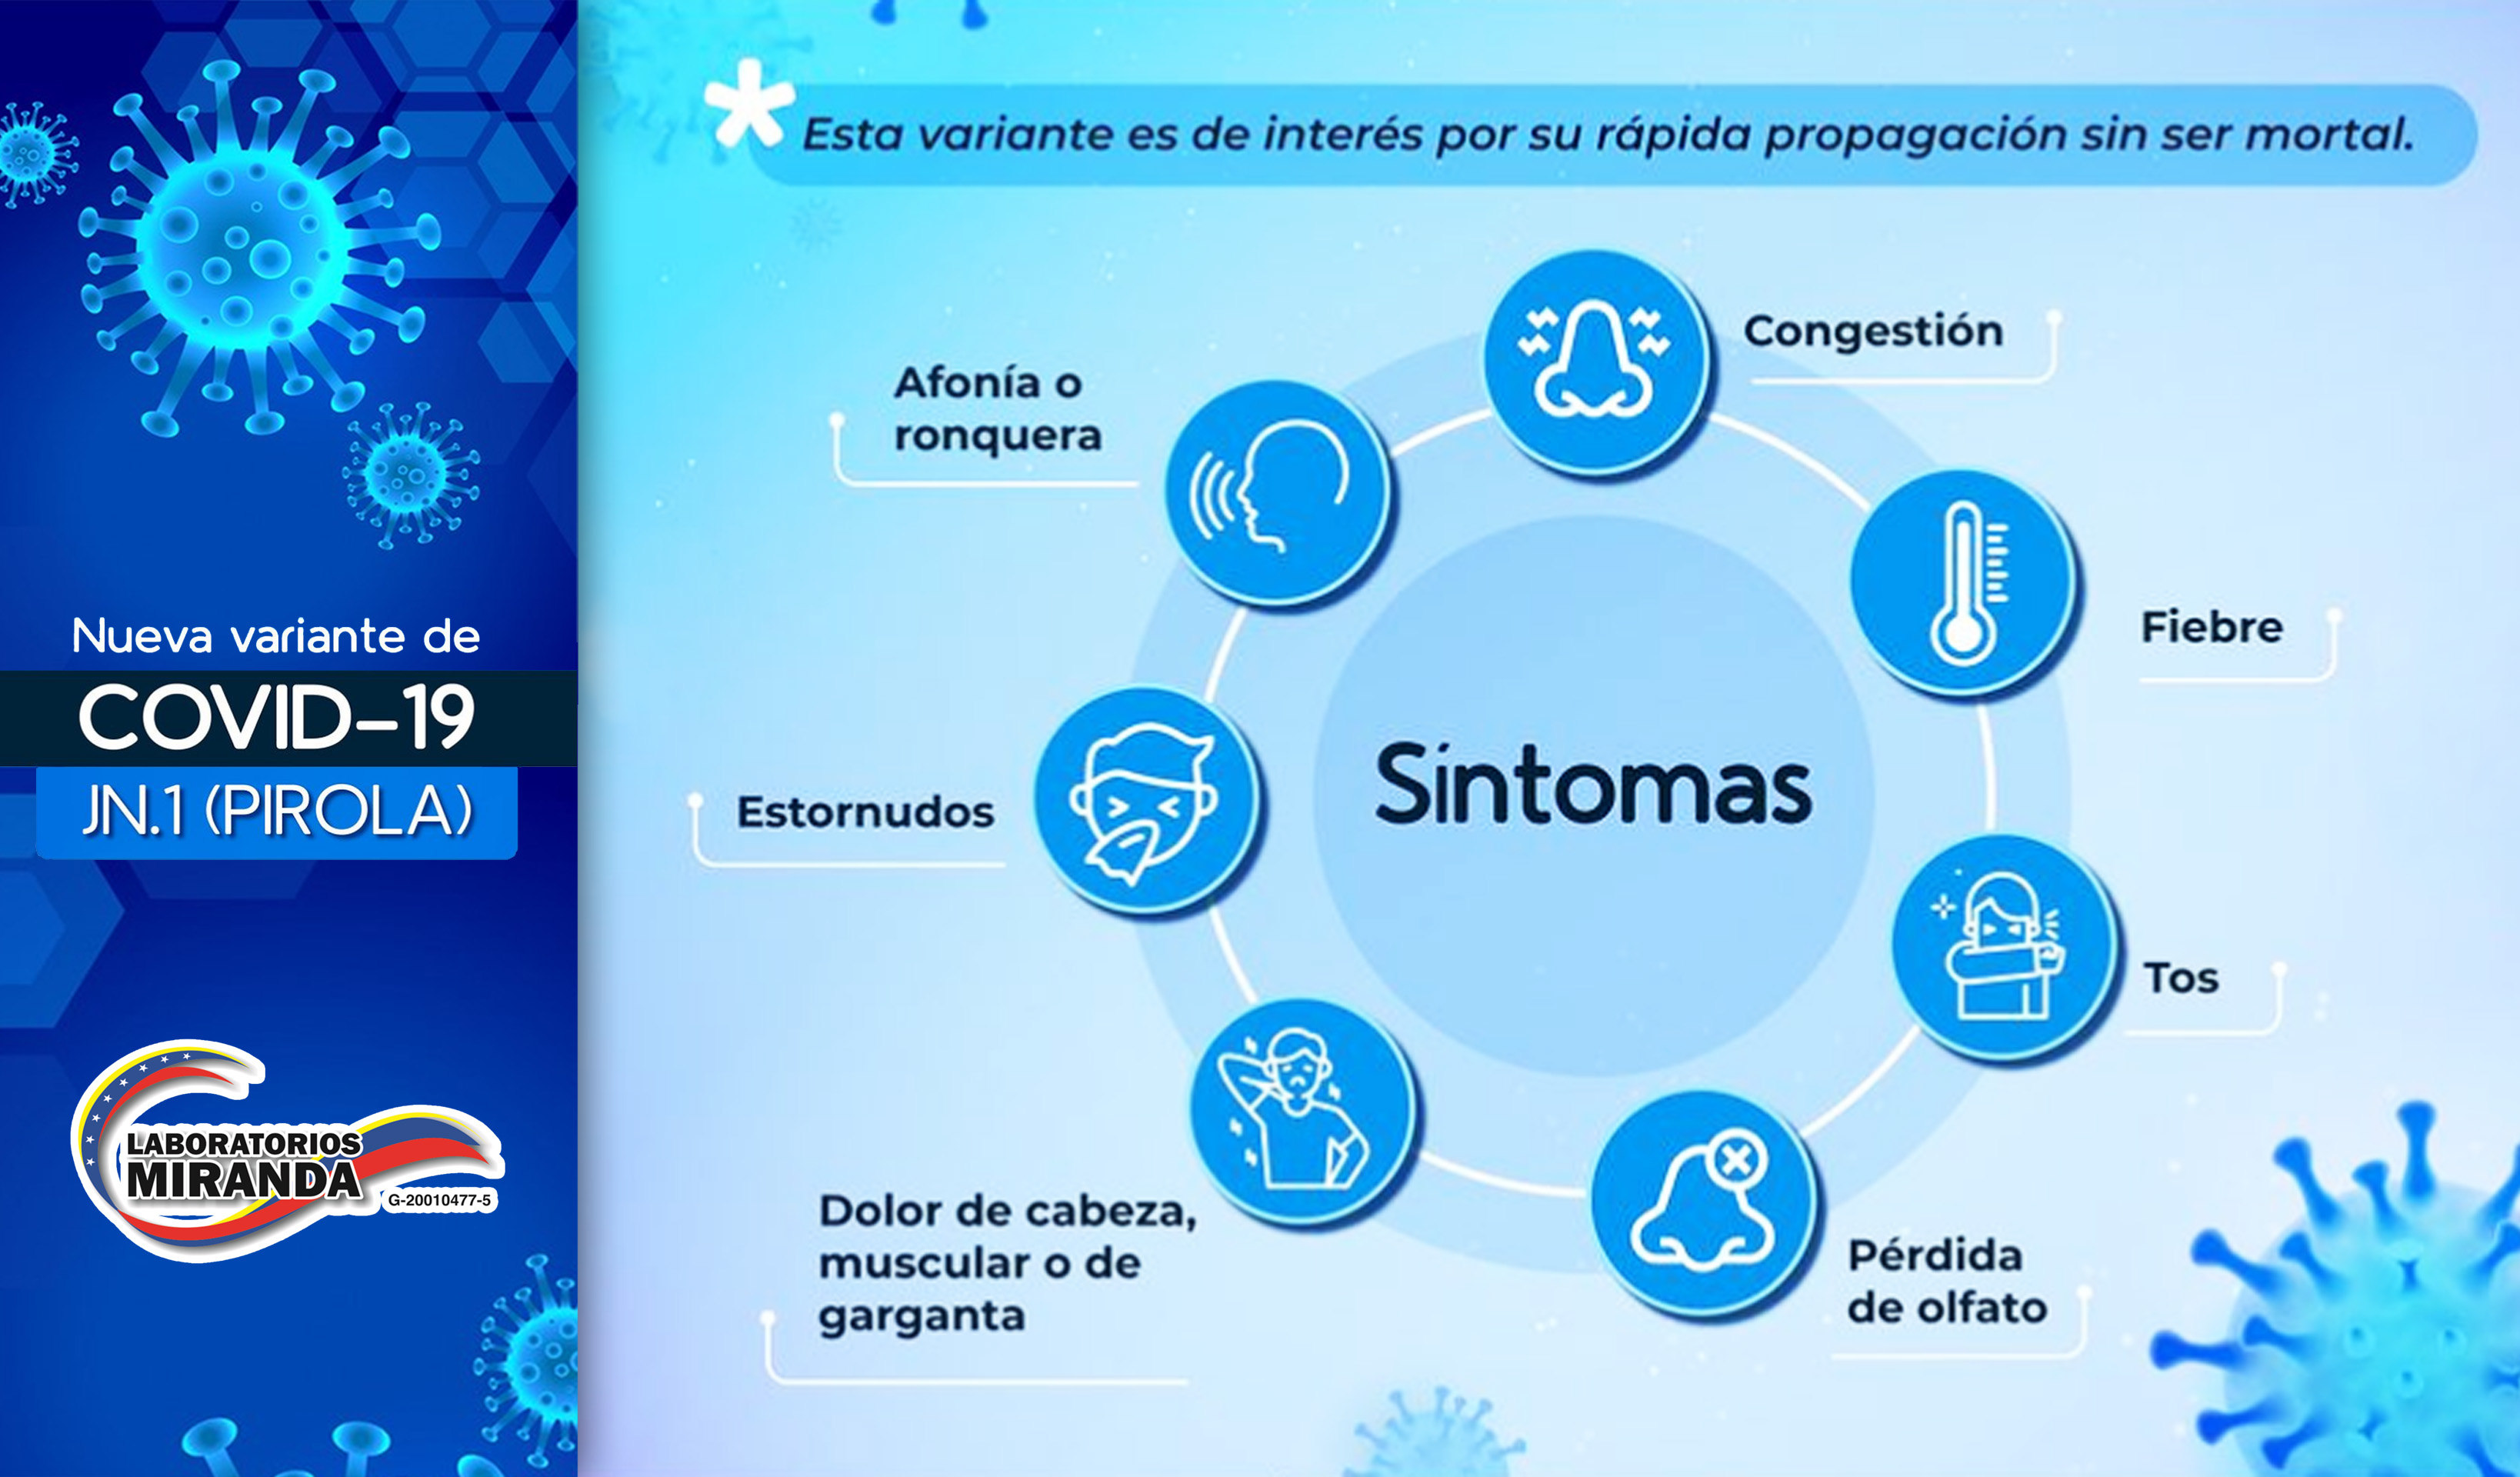 Nueva variante de
COVID-19
JN.1 (PIROLA)
LABORATORIOS
MIRANDA
G-20010477-5
* Esta variante es de interés por su rápida propagación sin ser mortal.
Síntomas
Congestión
Fiebre
Tos
Pérdida
de olfato
Dolor de cabeza,
muscular o de
garganta
Estornudos
Afonía o
ronquera